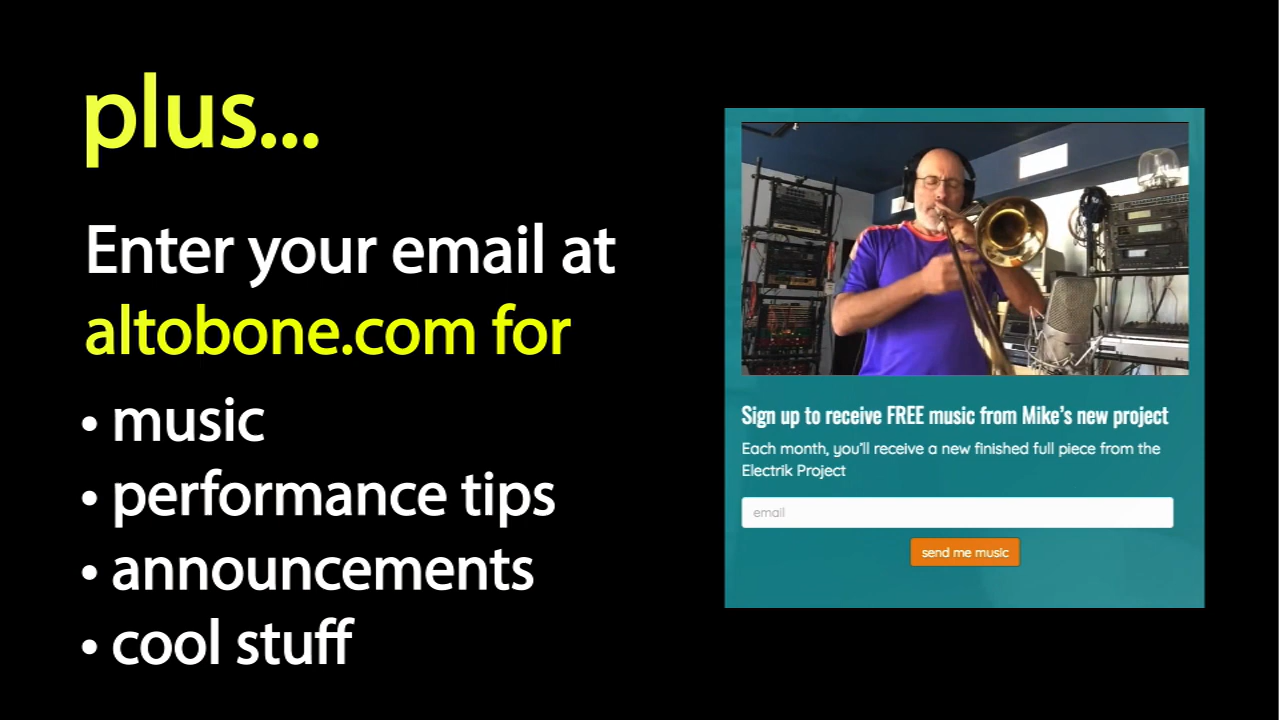 plus...
Enter your email at
altobone.com for
• music
• performance tips
• announcements
• cool stuff
Sign up to receive FREE music from Mike's new project
Each month, you'll receive a new finished full piece from the
Electrik Project
email
send me music